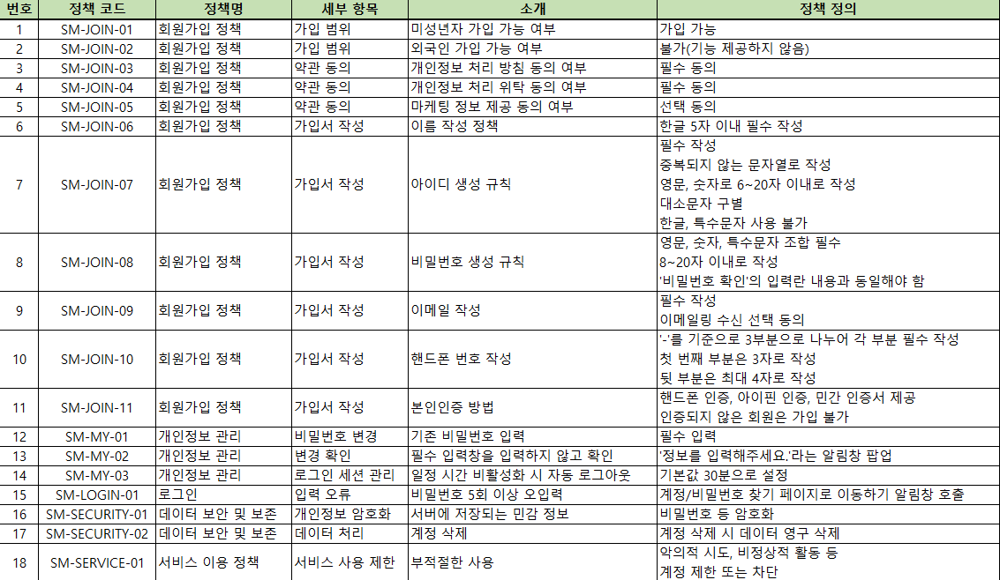 번호 정책 코드 정책명 세부 항목 소개 정책 정의
1 SM-JOIN-01 회원가입 정책 가입 범위 미성년자 가입 가능 여부 가입 가능
2 SM-JOIN-02 회원가입 정책 가입 범위 외국인 가입 가능 여부 불가(기능 제공하지 않음)
3 SM-JOIN-03 회원가입 정책 약관 동의 개인정보 처리 방침 동의 여부 필수 동의
4 SM-JOIN-04 회원가입 정책 약관 동의 개인정보 처리 위탁 동의 여부 필수 동의
5 SM-JOIN-05 회원가입 정책 약관 동의 마케팅 정보 제공 동의 여부 선택 동의
6 SM-JOIN-06 회원가입 정책 가입서 작성 이름 작성 정책 한글 5자 이내 필수 작성
7 SM-JOIN-07 회원가입 정책 가입서 작성 아이디 생성 규칙 필수 작성
중복되지 않는 문자열로 작성
영문, 숫자로 6~20자 이내로 작성
대소문자 구별
한글, 특수문자 사용 불가
8 SM-JOIN-08 회원가입 정책 가입서 작성 비밀번호 생성 규칙 영문, 숫자, 특수문자 조합 필수
8~20자 이내로 작성
'비밀번호 확인'의 입력란 내용과 동일해야 함
9 SM-JOIN-09 회원가입 정책 가입서 작성 이메일 작성 필수 작성
이메일링 수신 선택 동의
10 SM-JOIN-10 회원가입 정책 가입서 작성 핸드폰 번호 작성 '-'를 기준으로 3부분으로 나누어 각 부분 필수 작성
첫 번째 부분은 3자로 작성
뒷 부분은 최대 4자로 작성
11 SM-JOIN-11 회원가입 정책 가입서 작성 본인인증 방법 핸드폰 인증, 아이핀 인증, 민간 인증서 제공
인증되지 않은 회원은 가입 불가
12 SM-MY-01 개인정보 관리 비밀번호 변경 기존 비밀번호 입력 필수 입력
13 SM-MY-02 개인정보 관리 변경 확인 필수 입력창을 입력하지 않고 확인 '정보를 입력해주세요.'라는 알림창 팝업
14 SM-MY-03 개인정보 관리 로그인 세션 관리 일정 시간 비활성화 시 자동 로그아웃 기본값 30분으로 설정
15 SM-LOGIN-01 로그인 입력 오류 비밀번호 5회 이상 오입력 계정/비밀번호 찾기 페이지로 이동하기 알림창 호출
16 SM-SECURITY-01 데이터 보안 및 보존 개인정보 암호화 서버에 저장되는 민감 정보 비밀번호 등 암호화
17 SM-SECURITY-02 데이터 보안 및 보존 데이터 처리 계정 삭제 계정 삭제 시 데이터 영구 삭제
18 SM-SERVICE-01 서비스 이용 정책 서비스 사용 제한 부적절한 사용 악의적 시도, 비정상적 활동 등
계정 제한 또는 차단